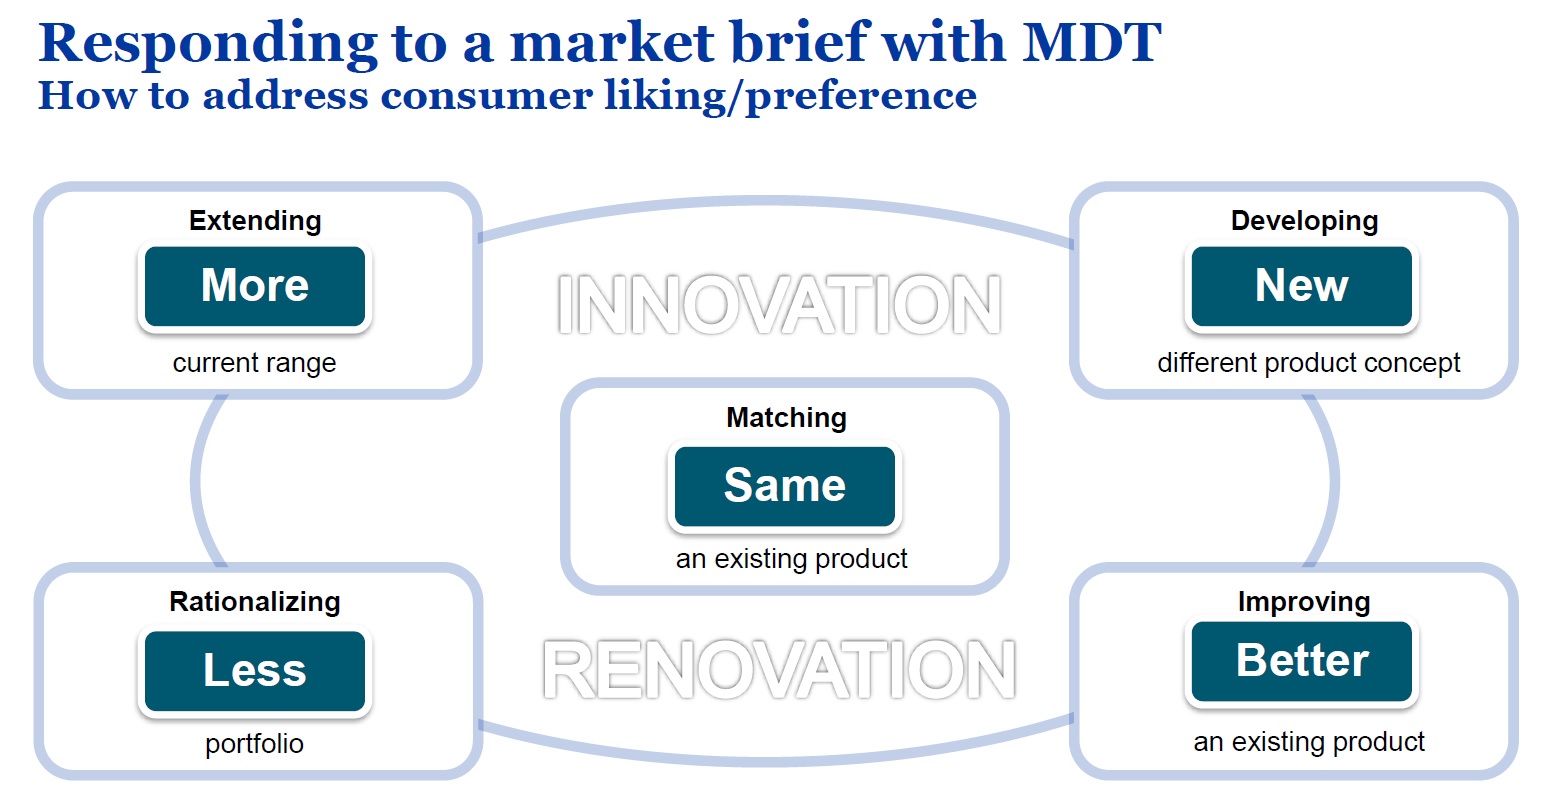 Responding to a market brief with MDT
How to address consumer liking/preference
Extending
More
current range
INNOVATION
Developing
New
different product concept
Matching
Same
an existing product
Rationalizing
Less
portfolio
RENOVATION
Improving
Better
an existing product